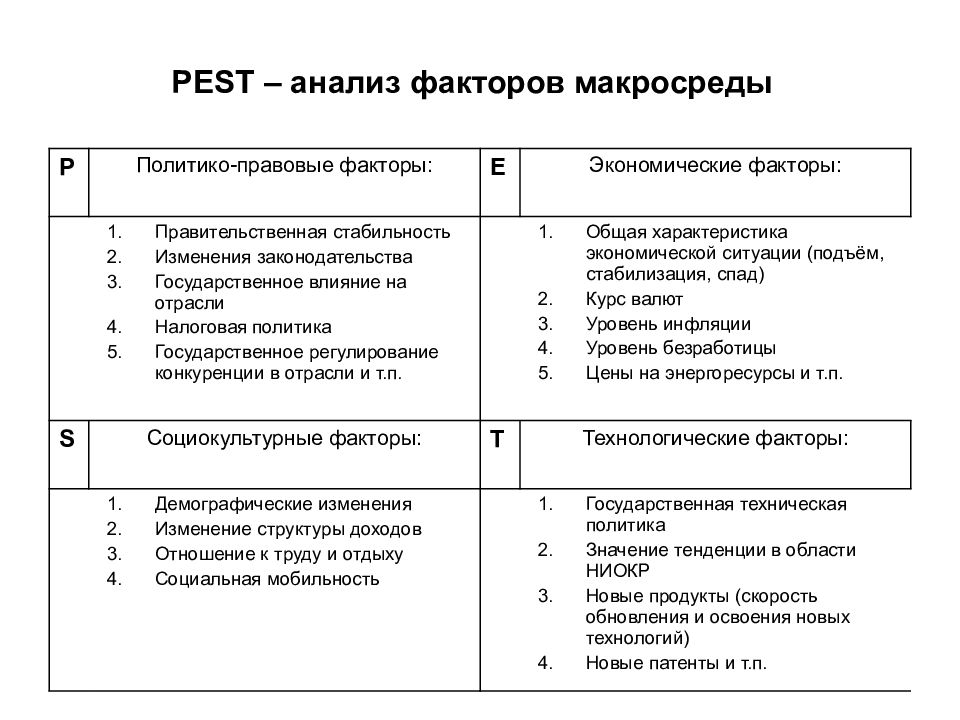 PEST – анализ факторов макросреды
P
Политико-правовые факторы:
E
Экономические факторы:
1. Правительственная стабильность
2. Изменения законодательства
3. Государственное влияние на
отрасли
4. Налоговая политика
5. Государственное регулирование
конкуренции в отрасли и т.п.
1. Общая характеристика
экономической ситуации (подъём,
стабилизация, спад)
2. Курс валют
3. Уровень инфляции
4. Уровень безработицы
5. Цены на энергоресурсы и т.п.
S
Социокультурные факторы:
T
Технологические факторы:
1. Демографические изменения
2. Изменение структуры доходов
3. Отношение к труду и отдыху
4. Социальная мобильность
1. Государственная техническая
политика
2. Значение тенденции в области
НИОКР
3. Новые продукты (скорость
обновления и освоения новых
технологий)
4. Новые патенты и т.п.